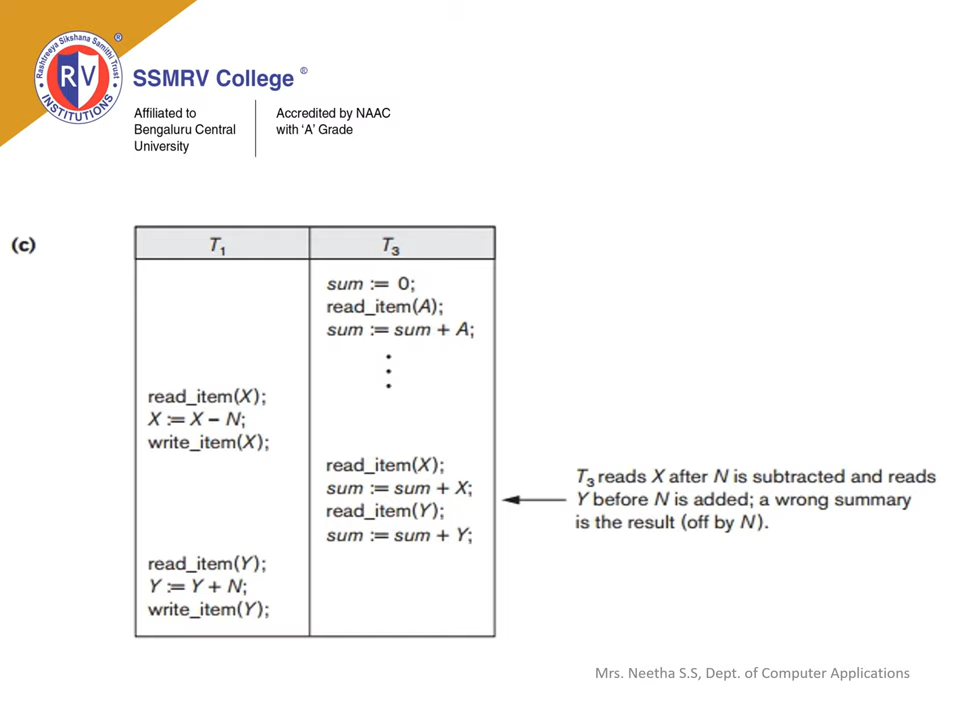 Rashtreeya Sikshana Samithi Trust
®
RV
INSTITUTIONS
SSMRV College ®
Affiliated to
Bengaluru Central
University
Accredited by NAAC
with ‘A’ Grade
(c)
T1
T3
sum := 0;
read_item(A);
sum := sum + A;
read_item(X);
X := X – N;
write_item(X);
read_item(X);
sum := sum + X;
read_item(Y);
sum := sum + Y;
T3 reads X after N is subtracted and reads
Y before N is added; a wrong summary
is the result (off by N).
read_item(Y);
Y := Y + N;
write_item(Y);
Mrs. Neetha S.S, Dept. of Computer Applications